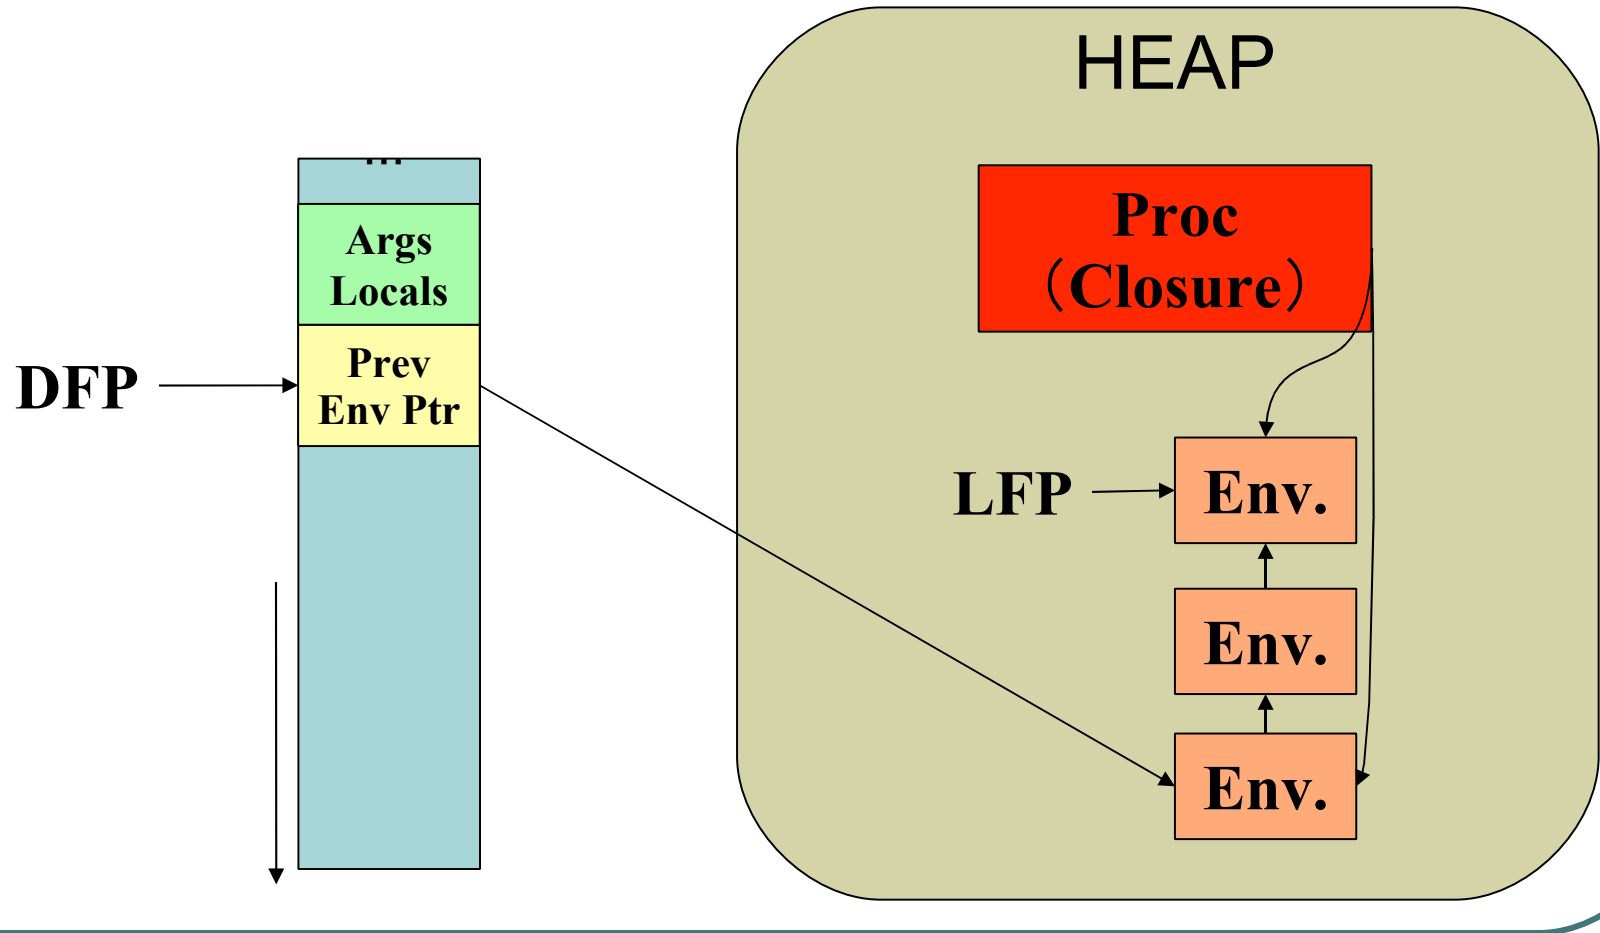 HEAP
...
Args
Locals
Prev
Env Ptr
DFP
Proc
（Closure）
LFP
Env.
Env.
Env.